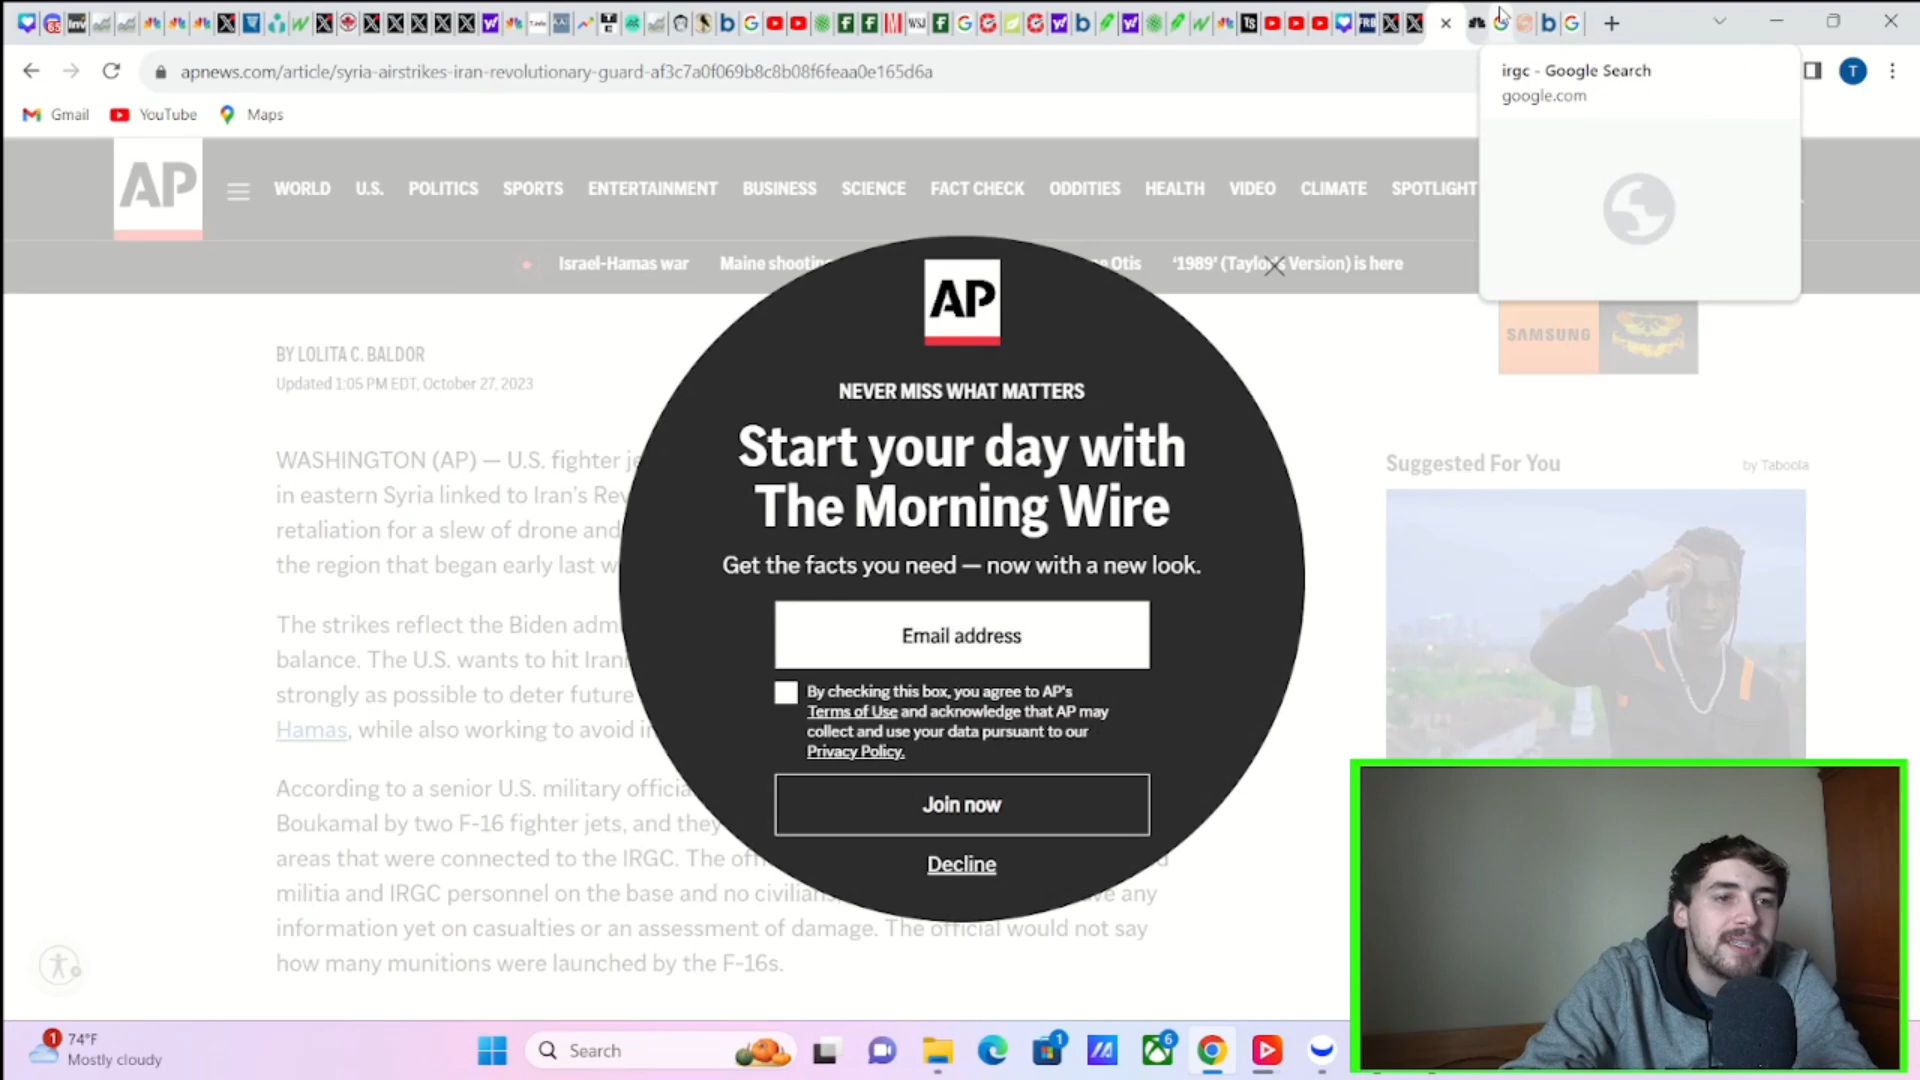 irgc - Google Search
google.com
apnews.com/article/syria-airstrikes-iran-revolutionary-guard-af3c7a0f069b8c8b08f6feaa0e165d6a
T
Gmail
YouTube
Maps
AP
WORLD
U.S.
POLITICS
SPORTS
ENTERTAINMENT
BUSINESS
SCIENCE
FACT CHECK
ODDITIES
HEALTH
VIDEO
CLIMATE
SPOTLIGHT
Israel-Hamas war
Maine shooting
Otis
‘1989’ (Taylor's Version) is here
BY LOLITA C. BALDOR
Updated 1:05 PM EDT, October 27, 2023
WASHINGTON (AP) — U.S. fighter je
in eastern Syria linked to Iran's Rev
retaliation for a slew of drone and
the region that began early last w
The strikes reflect the Biden adm
balance. The U.S. wants to hit Irani
strongly as possible to deter future
Hamas, while also working to avoid
According to a senior U.S. military official
Boukamal by two F-16 fighter jets, and they
areas that were connected to the IRGC. The off
militia and IRGC personnel on the base and no civilians any
information yet on casualties or an assessment of damage. The official would not say
how many munitions were launched by the F-16s.
AP
NEVER MISS WHAT MATTERS
Start your day with
The Morning Wire
Get the facts you need — now with a new look.
Email address
By checking this box, you agree to AP's
Terms of Use and acknowledge that AP may
collect and use your data pursuant to our
Privacy Policy.
Join now
Decline
SAMSUNG
Suggested For You
by Taboola
1
74°F
Mostly cloudy
Search
1
6